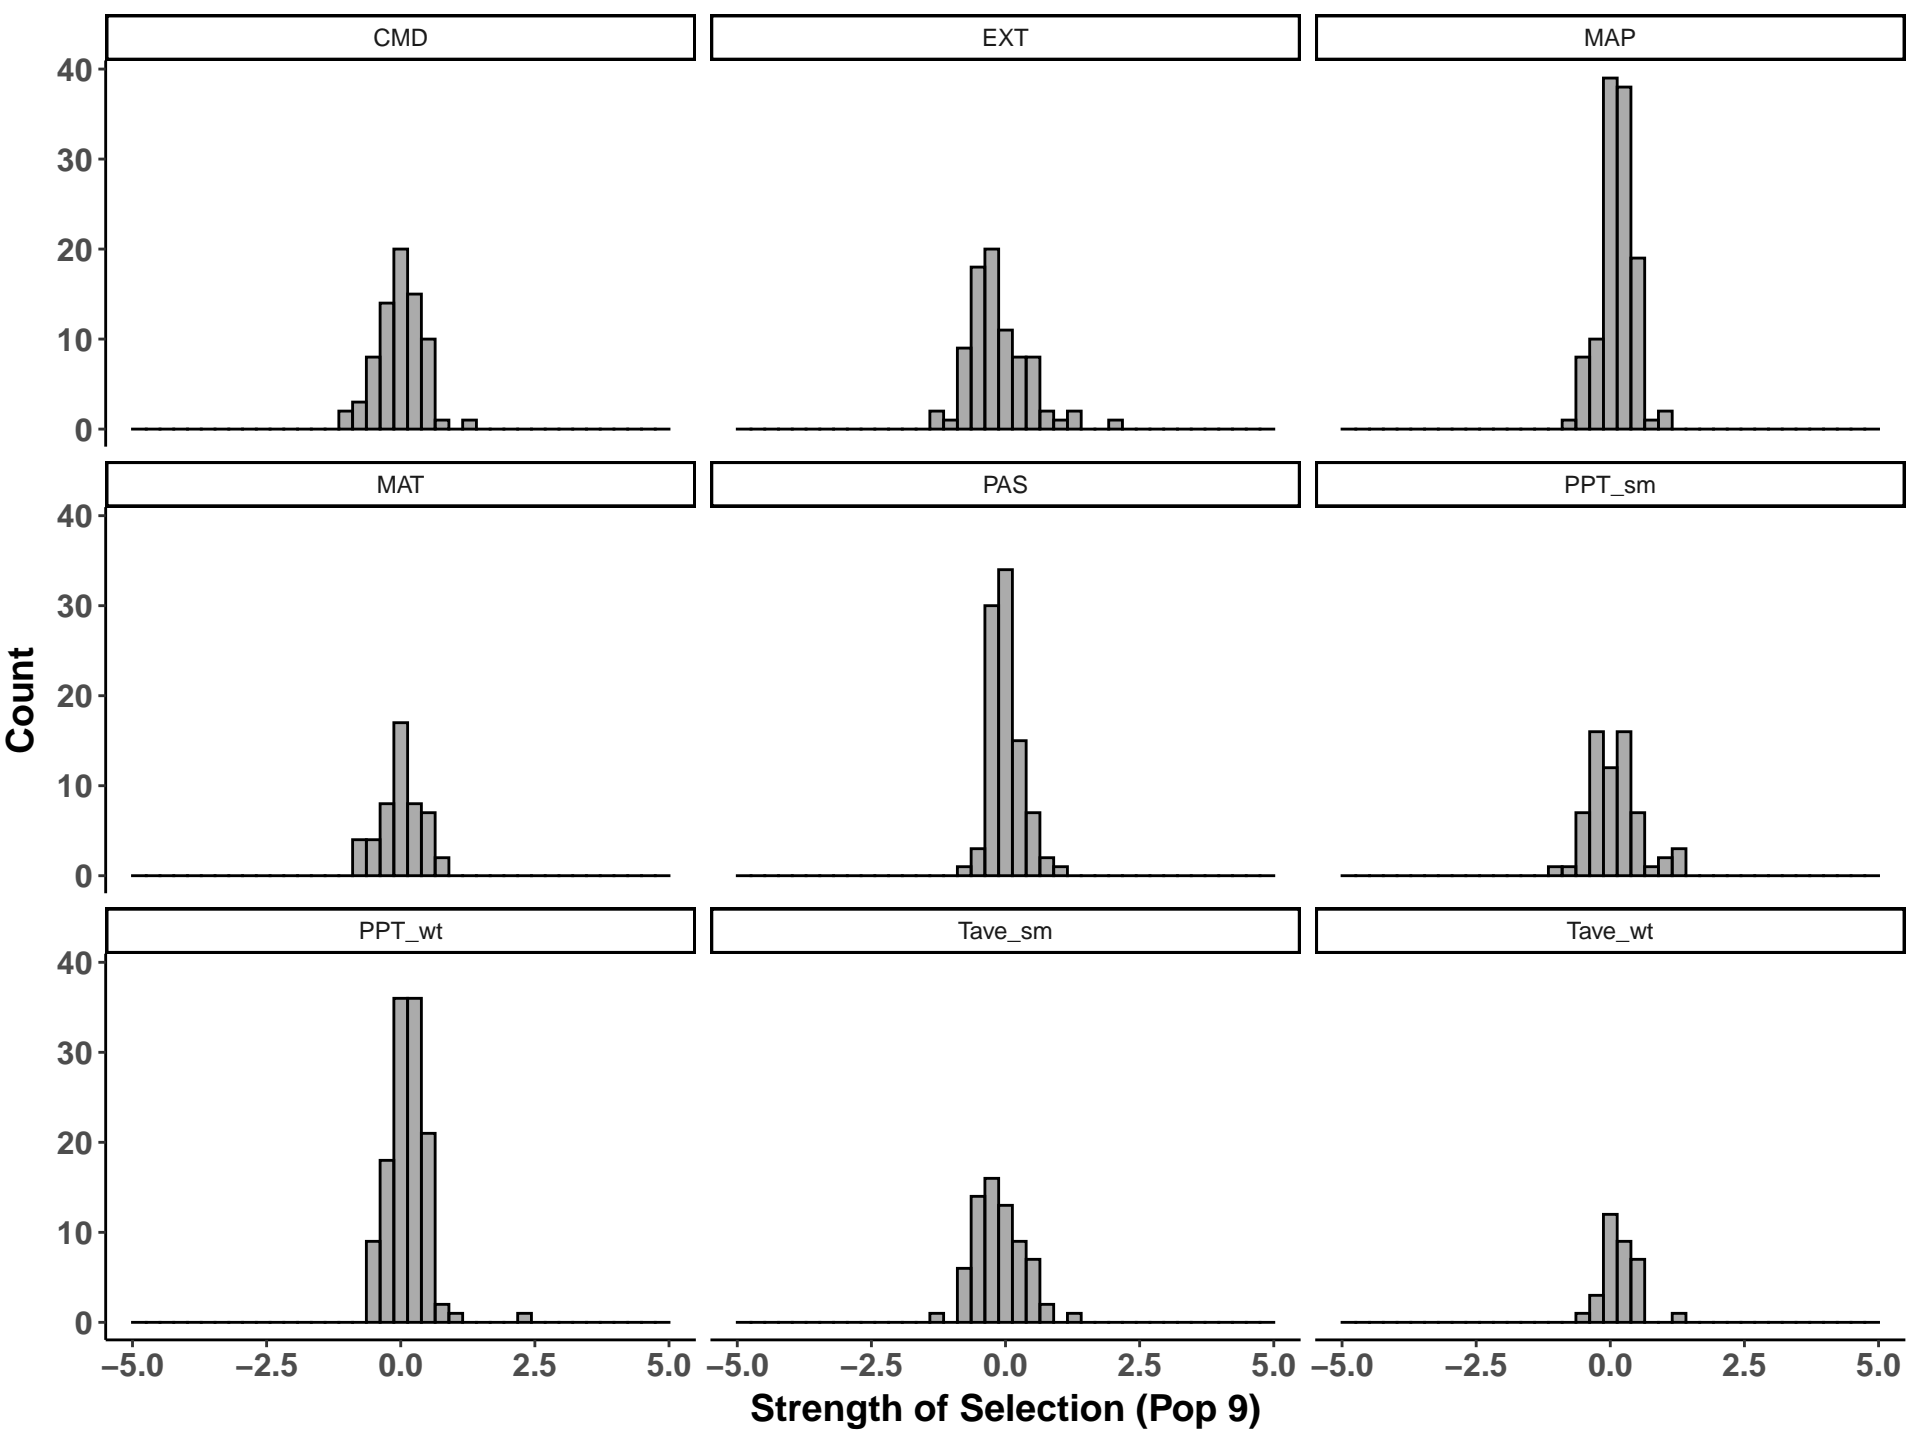 CMD EXT MAP
40
30
20
10
0
MAT PAS PPT_sm
40
30
20
10
0
Count
PPT_wt Tave_sm Tave_wt
40
30
20
10
0
−5.0 −2.5 0.0 2.5 5.0 −5.0 −2.5 0.0 2.5 5.0 −5.0 −2.5 0.0 2.5 5.0
Strength of Selection (Pop 9)